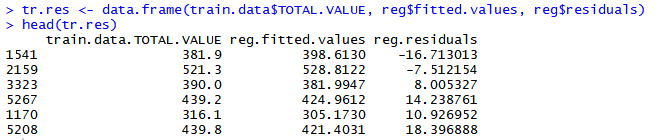 > tr.res <- data.frame(train.data$TOTAL.VALUE, reg$fitted.values, reg$residuals)
> head(tr.res)
train.data.TOTAL.VALUE reg.fitted.values reg.residuals
1541 381.9 398.6130 -16.713013
2159 521.3 528.8122 -7.512154
3323 390.0 381.9947 8.005327
5267 439.2 424.9612 14.238761
1170 316.1 305.1730 10.926952
5208 439.8 421.4031 18.396888